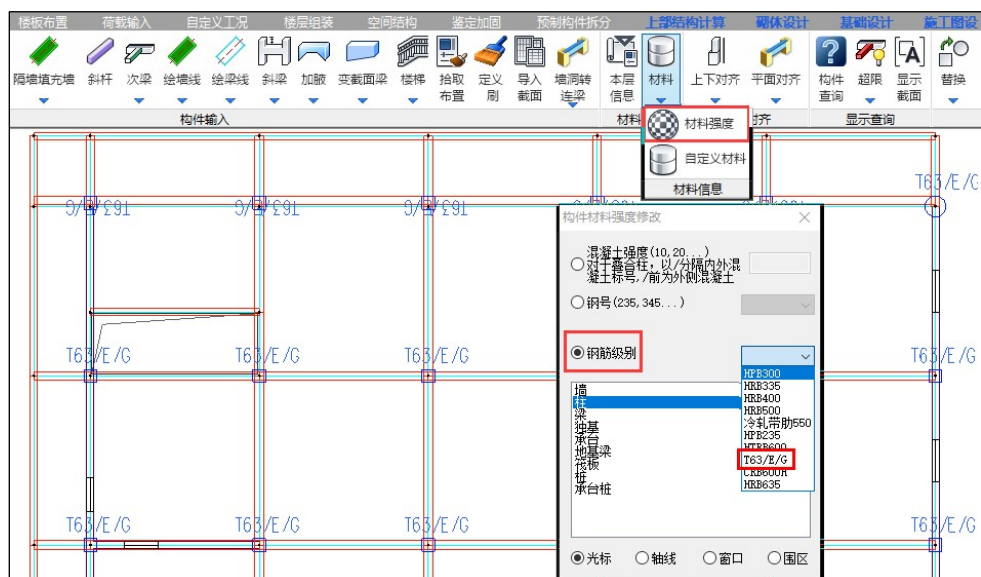 楼板布置 荷载输入 自定义工况 楼层组装 空间结构 鉴定加固 预制构件拆分 上部结构计算 砌体设计 基础设计 施工图设
隔墙填充墙 斜杆 次梁 绘墙线 绘梁线 斜梁 加腋 变截面梁 楼梯 拾取布置 定义刷 导入截面 墙洞转连梁 本层信息 材料 上下对齐 平面对齐 构件查询 超限 显示截面 替换
构件输入 材料 对齐 显示查询
材料强度
自定义材料
材料信息
T63/E/G
T63/E/G T63/E/G T63/E/G
构件材料强度修改
混凝土强度(10,20...)
对于叠合柱, 以/分隔内外混
凝土标号,/前为外侧混凝土
钢号(235,345...)
钢筋级别
T63/E/G T63/E/G T63/E/G T63/E/G
HPB300
HRB335
HRB400
HRB500
冷轧带肋550
HPB235
HTRB600
T63/E/G
CRB600H
HRB635
墙
柱
梁
独基
承台
地基梁
筏板
桩
承台桩
T63/E/G T63/E/G T63/E/G T63/E/G
光标 轴线 窗口 围区